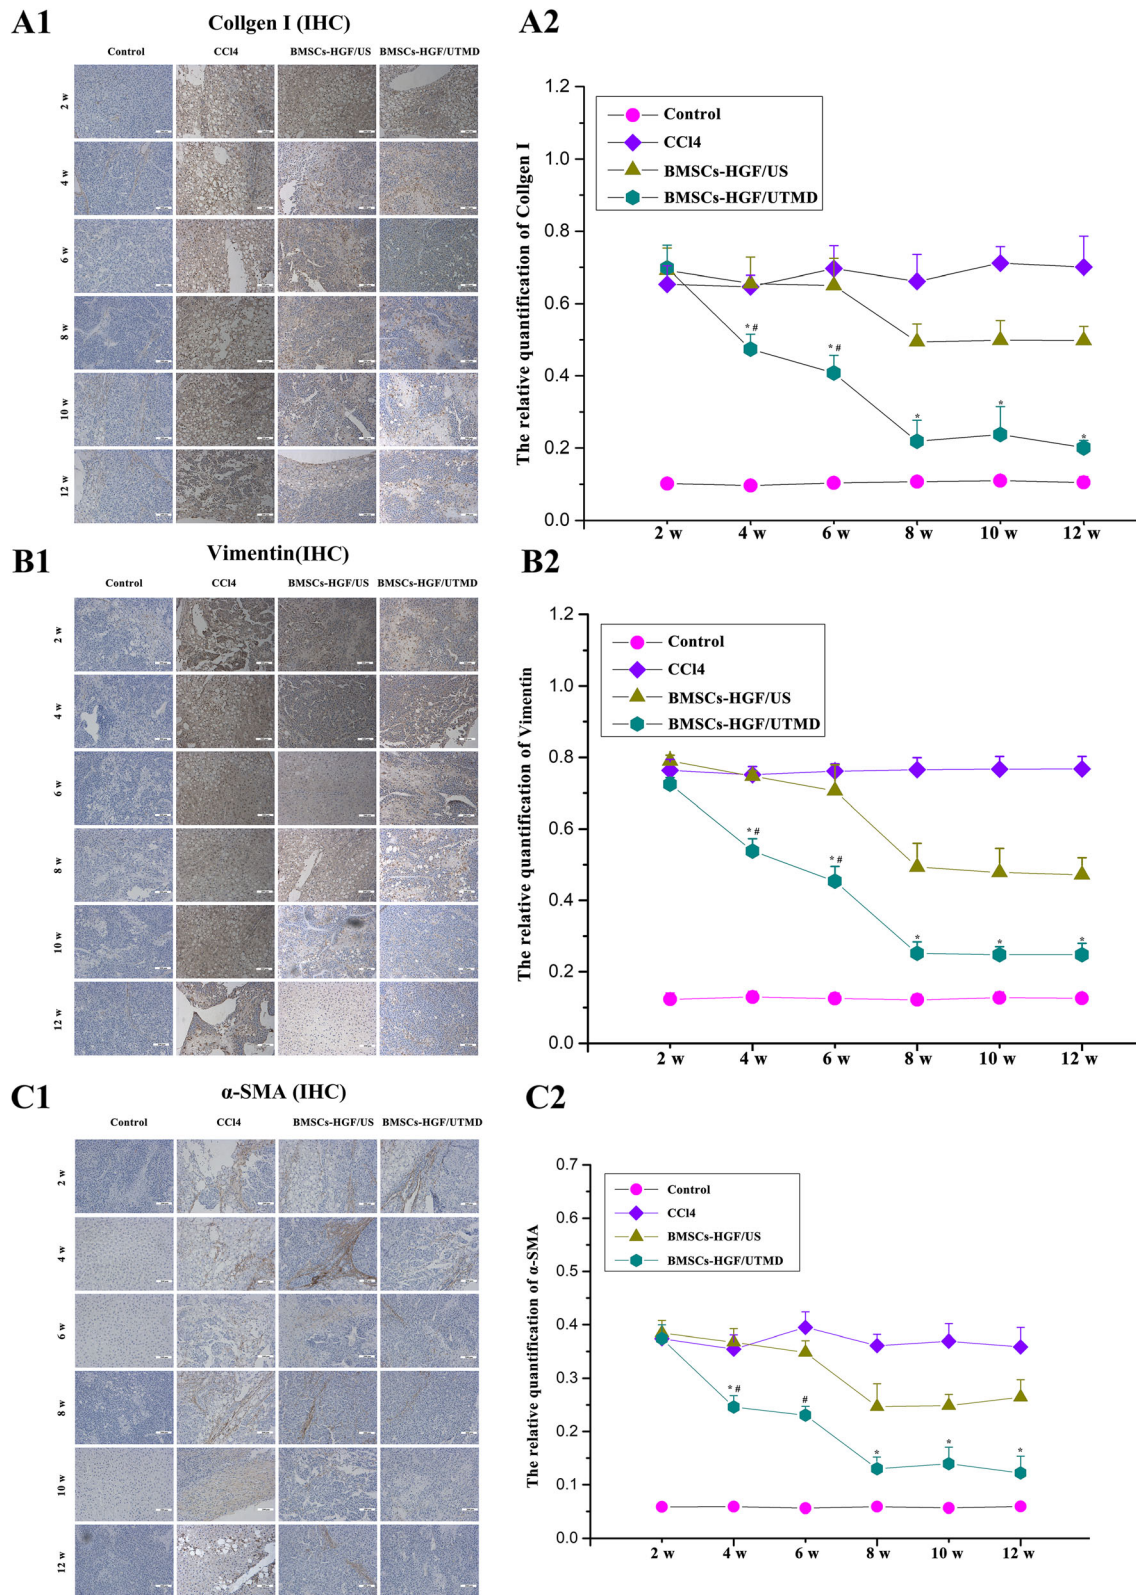 A1
Collgen I (IHC)
Control CCl4 BMSCs-HGF/US BMSCs-HGF/UTMD
2 w
4 w
6 w
8 w
10 w
12 w
A2
The relative quantification of Collgen I
1.2
1.0
0.8
0.6
0.4
0.2
0.0
Control
CCl4
BMSCs-HGF/US
BMSCs-HGF/UTMD
* #
* #
*
*
*
2 w 4 w 6 w 8 w 10 w 12 w
B1
Vimentin(IHC)
Control CCl4 BMSCs-HGF/US BMSCs-HGF/UTMD
2 w
4 w
6 w
8 w
10 w
12 w
B2
The relative quantification of Vimentin
1.2
1.0
0.8
0.6
0.4
0.2
0.0
Control
CCl4
BMSCs-HGF/US
BMSCs-HGF/UTMD
* #
* #
*
*
*
2 w 4 w 6 w 8 w 10 w 12 w
C1
α-SMA (IHC)
Control CCl4 BMSCs-HGF/US BMSCs-HGF/UTMD
2 w
4 w
6 w
8 w
10 w
12 w
C2
The relative quantification of α-SMA
0.7
0.6
0.5
0.4
0.3
0.2
0.1
0.0
Control
CCl4
BMSCs-HGF/US
BMSCs-HGF/UTMD
* #
#
*
*
*
2 w 4 w 6 w 8 w 10 w 12 w